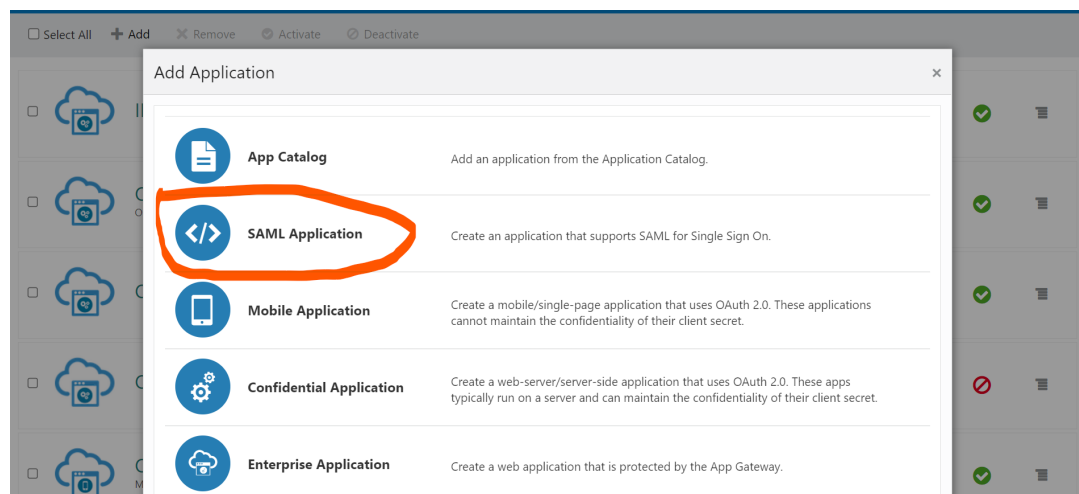 Select All Add Remove Activate Deactivate
Add Application ×
App Catalog
Add an application from the Application Catalog.
SAML Application
Create an application that supports SAML for Single Sign On.
Mobile Application
Create a mobile/single-page application that uses OAuth 2.0. These applications
cannot maintain the confidentiality of their client secret.
Confidential Application
Create a web-server/server-side application that uses OAuth 2.0. These apps
typically run on a server and can maintain the confidentiality of their client secret.
Enterprise Application
Create a web application that is protected by the App Gateway.